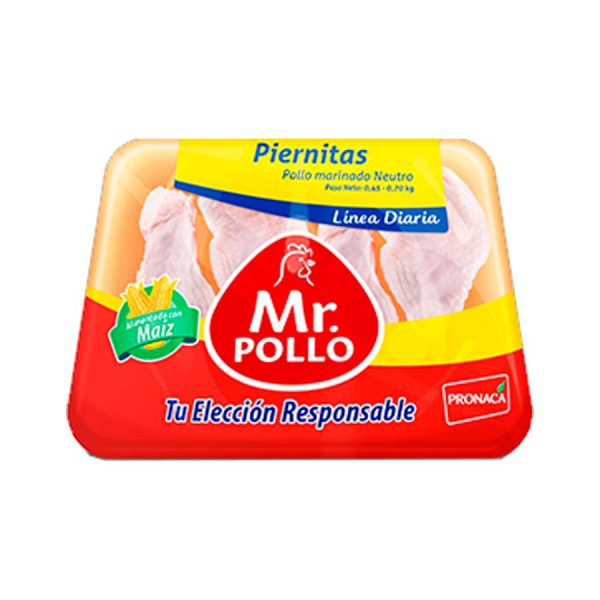 Piernitas
Pollo marinado Neutro
Peso Neto: 0,45 - 0,70 kg
Línea Diaria
Alimentado con
Maíz
Mr.
POLLO
Tu Elección Responsable
PRONACA